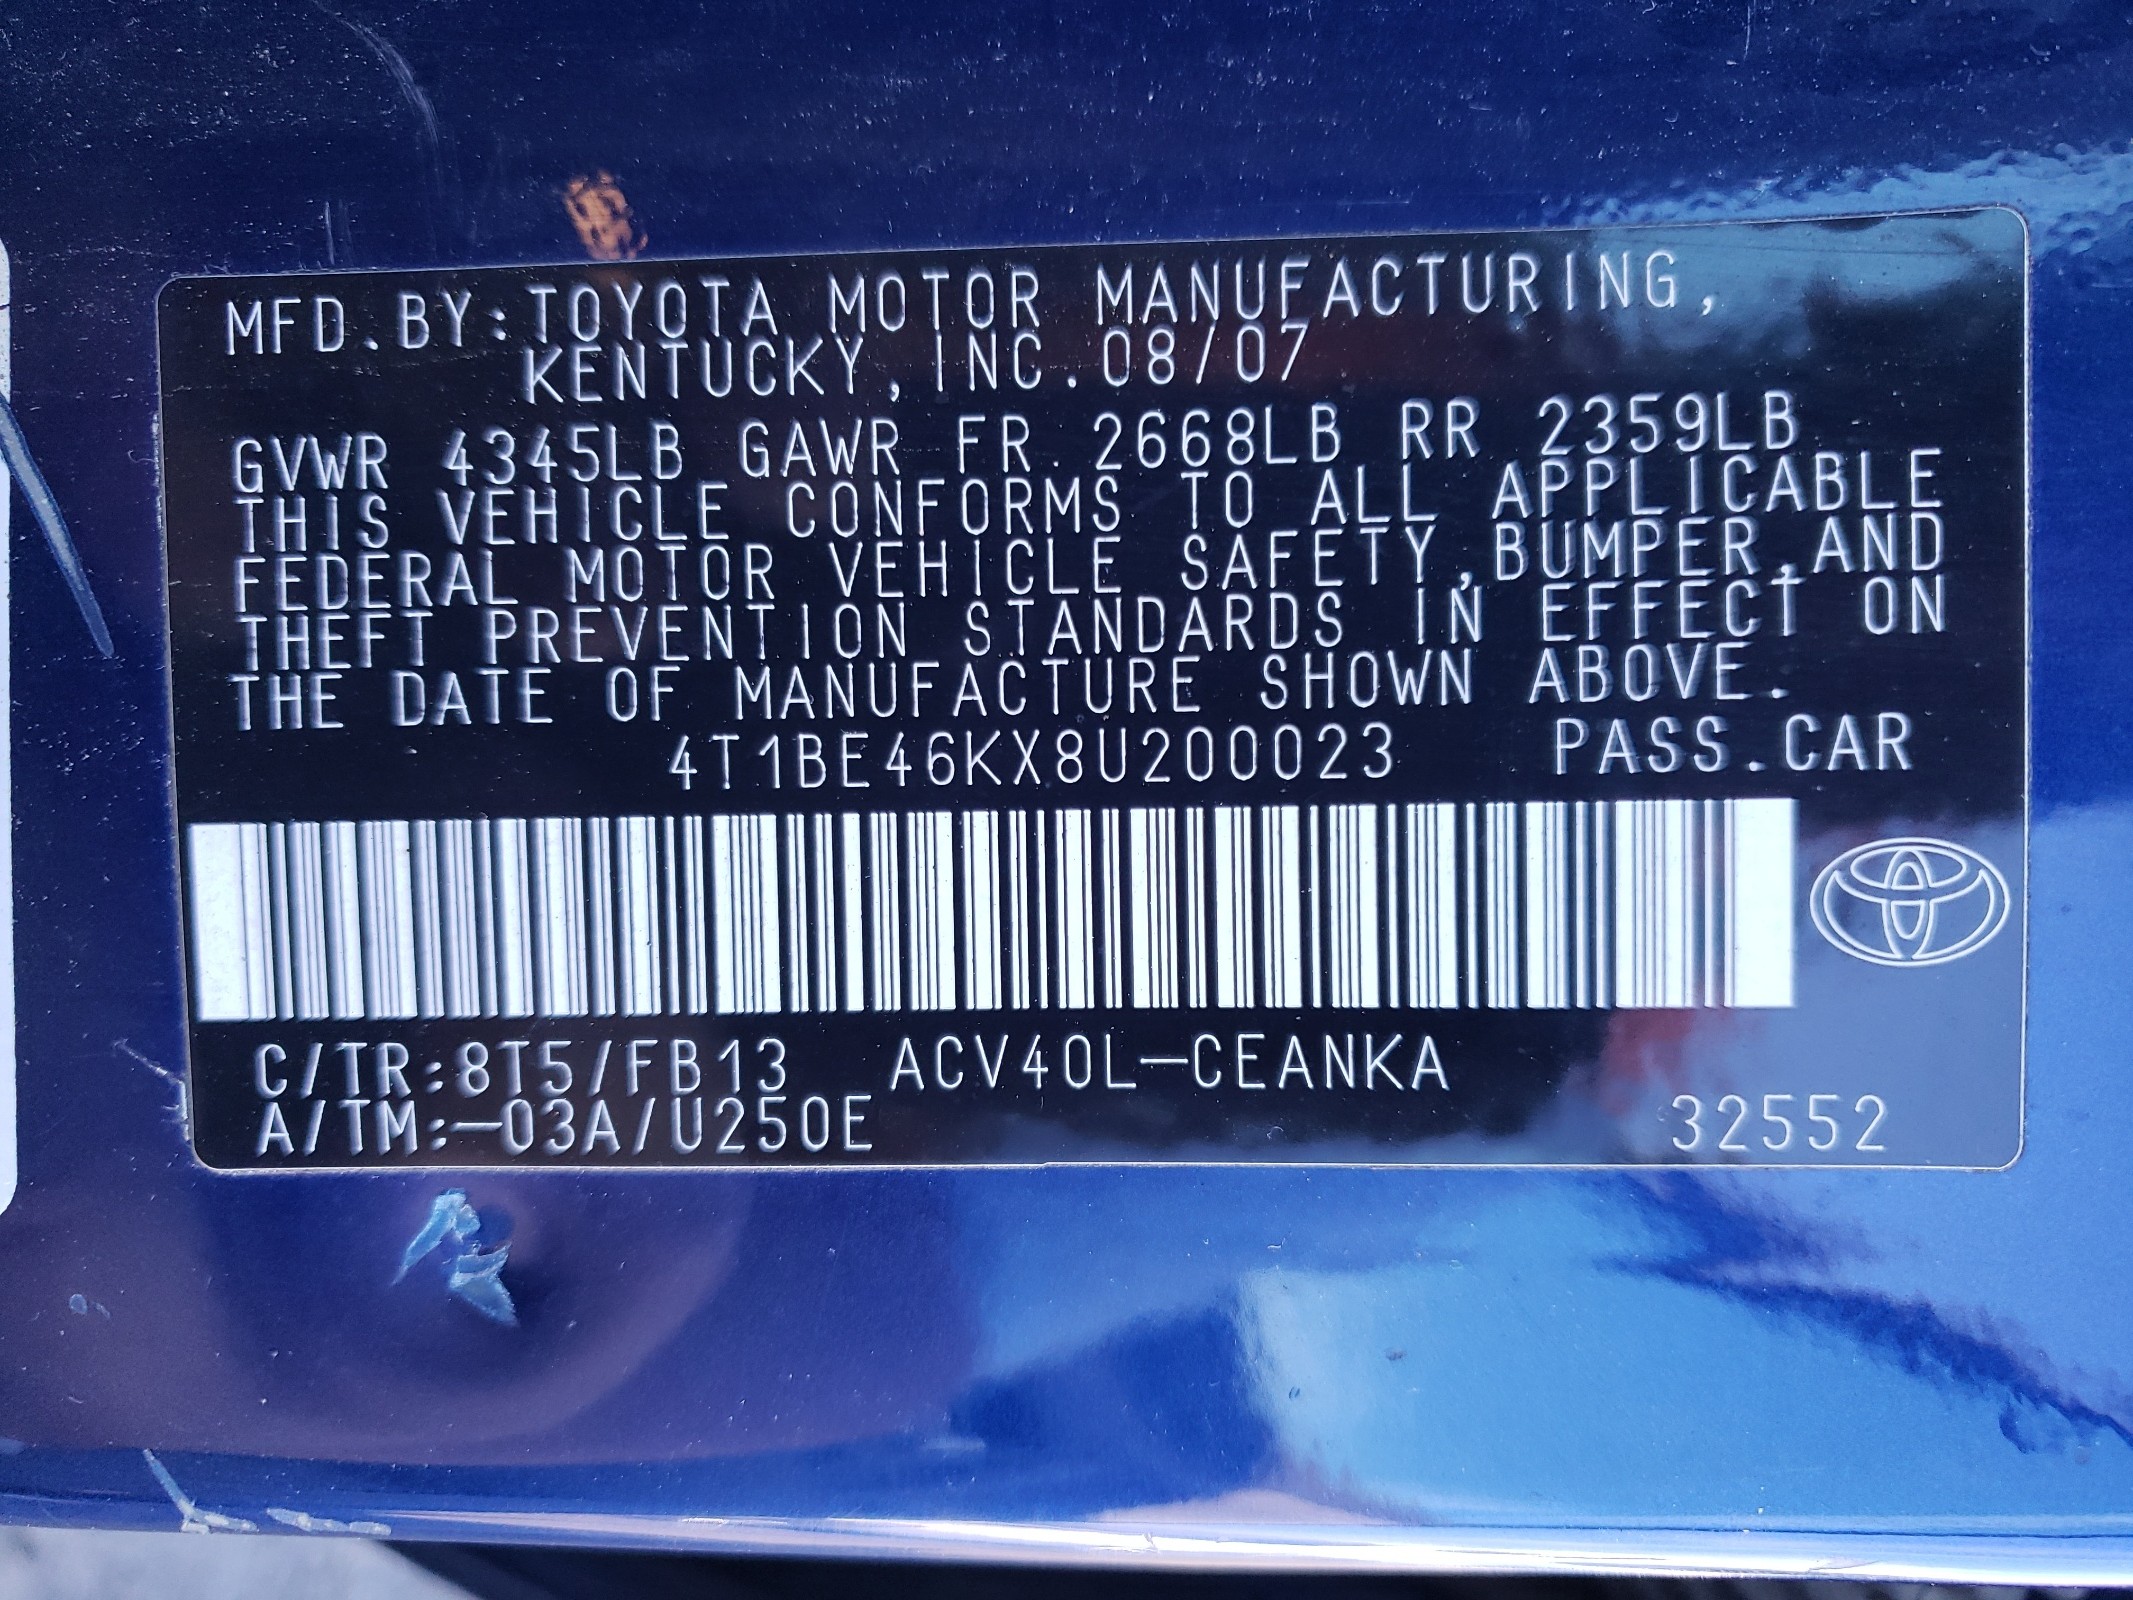 MFD.BY:TOYOTA MOTOR MANUFACTURING,
KENTUCKY, INC.08/07
GVWR 4345LB GAWR FR 2668LB RR 2359LB
THIS VEHICLE CONFORMS TO ALL APPLICABLE
FEDERAL MOTOR VEHICLE SAFETY,BUMPER,AND
THEFT PREVENTION STANDARDS IN EFFECT ON
THE DATE OF MANUFACTURE SHOWN ABOVE.
4T1BE46KX8U200023 PASS.CAR
C/TR:8T5/FB13 ACV40L-CEANKA
A/TM:-03A/U250E 32552